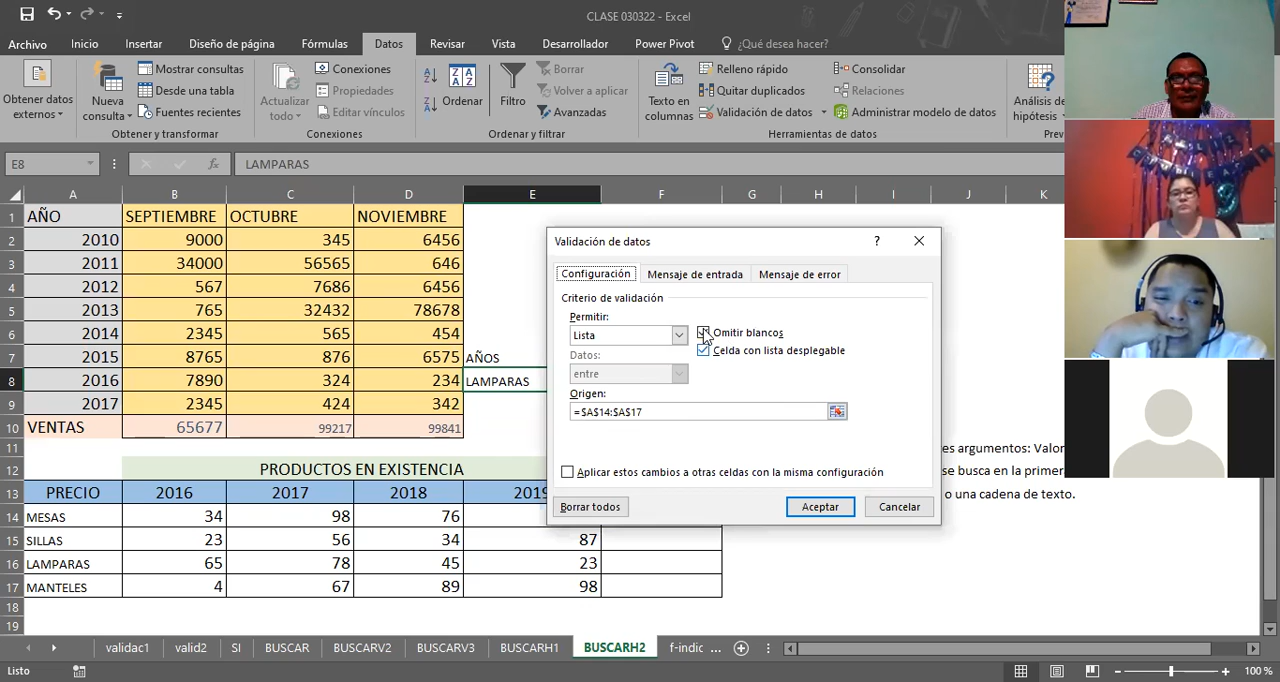 CLASE 030322 - Excel
Archivo Inicio Insertar Diseño de página Fórmulas Datos Revisar Vista Desarrollador Power Pivot ¿Qué desea hacer?
Obtener datos externos
Nueva consulta
Mostrar consultas
Desde una tabla
Fuentes recientes
Obtener y transformar
Actualizar todo
Conexiones
Propiedades
Editar vínculos
Conexiones
Ordenar
Filtro
Borrar
Volver a aplicar
Avanzadas
Ordenar y filtrar
Texto en columnas
Relleno rápido
Quitar duplicados
Validación de datos
Consolidar
Relaciones
Administrar modelo de datos
Herramientas de datos
Análisis de hipótesis
Prev
E8 fx LAMPARAS
A B C D E F G H I J K
1 AÑO SEPTIEMBRE OCTUBRE NOVIEMBRE
2 2010 9000 345 6456
3 2011 34000 56565 646
4 2012 567 7686 6456
5 2013 765 32432 78678
6 2014 2345 565 454
7 2015 8765 876 6575 AÑOS
8 2016 7890 324 234 LAMPARAS
9 2017 2345 424 342
10 VENTAS 65677 99217 99841
11
12 PRODUCTOS EN EXISTENCIA
13 PRECIO 2016 2017 2018 2019
14 MESAS 34 98 76
15 SILLAS 23 56 34 87
16 LAMPARAS 65 78 45 23
17 MANTELES 4 67 89 98
18
19
es argumentos: Valor
se busca en la primera
o una cadena de texto.
Validación de datos ?
Configuración Mensaje de entrada Mensaje de error
Criterio de validación
Permitir:
Lista
Omitir blancos
Celda con lista desplegable
Datos:
entre
Origen:
=$A$14:$A$17
Aplicar estos cambios a otras celdas con la misma configuración
Borrar todos Aceptar Cancelar
validac1 valid2 SI BUSCAR BUSCARV2 BUSCARV3 BUSCARH1 BUSCARH2 f-indic ...
Listo
100 %